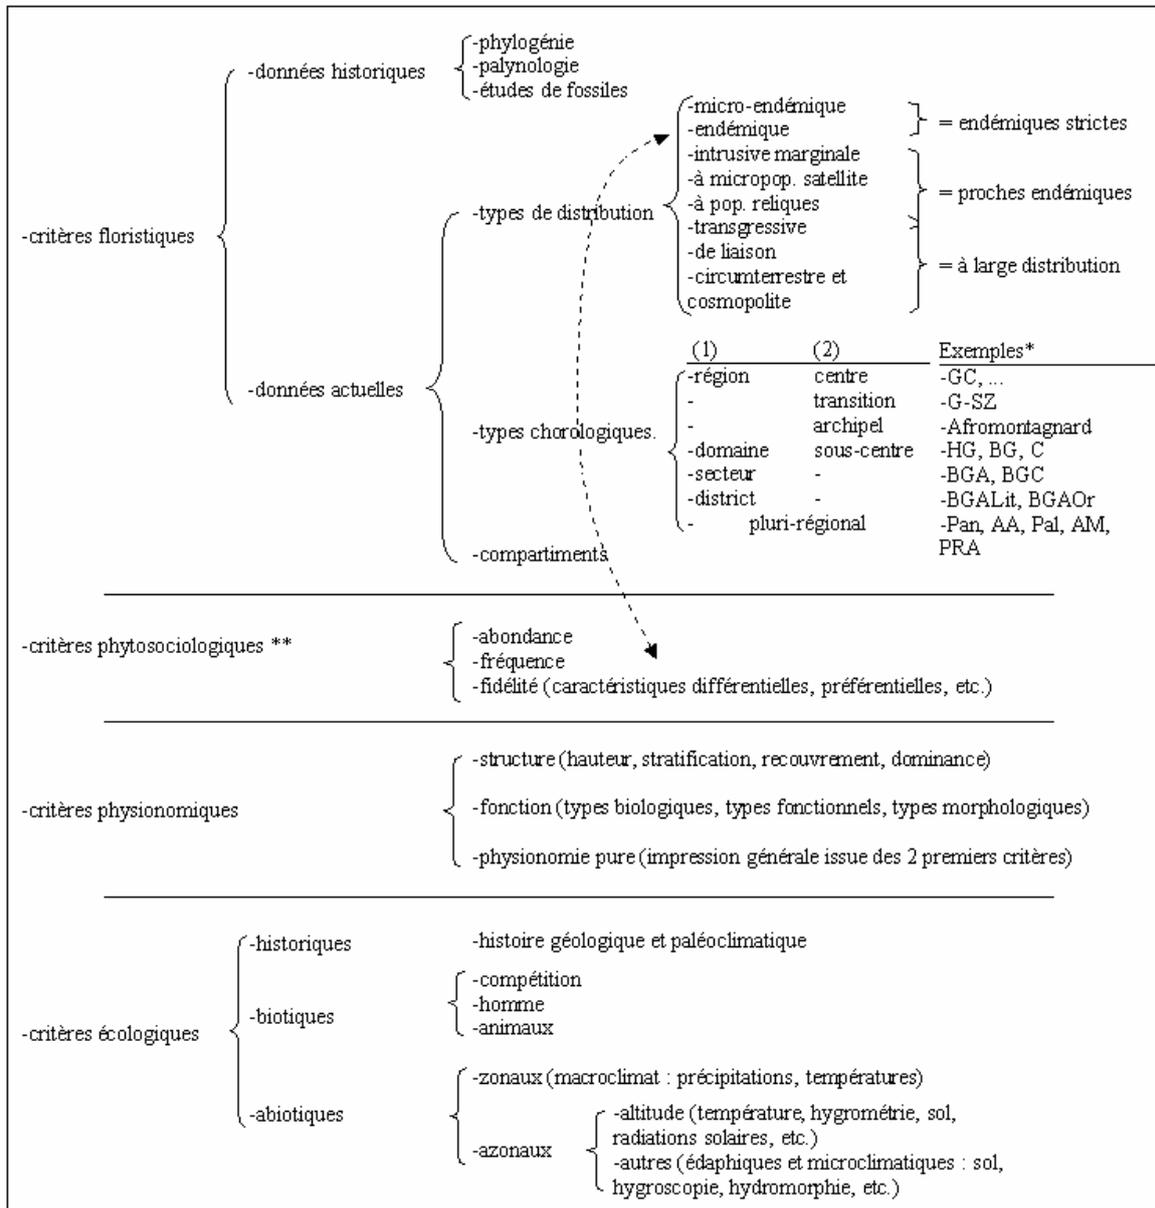 -phylogénie
-données historiques
-palynologie
-études de fossiles
-micro-endémique
-endémique
= endémiques strictes
-intrusive marginale
-à micropop. satellite
= proches endémiques
-types de distribution
-à pop. reliques
-critères floristiques
-transgressive
-de liaison
= à large distribution
-circumterrestre et
cosmopolite
(1) (2) Exemples*
-région centre -GC, ...
-données actuelles
- transition -G-SZ
-types chorologiques.
- archipel -Afromontagnard
-domaine sous-centre -HG, BG, C
-secteur - -BGA, BGC
-district - -BGALit, BGAOr
- pluri-régional -Pan, AA, Pal, AM,
PRA
-compartiments
-critères phytosociologiques **
-abondance
-fréquence
-fidélité (caractéristiques différentielles, préférentielles, etc.)
-structure (hauteur, stratification, recouvrement, dominance)
-critères physionomiques
-fonction (types biologiques, types fonctionnels, types morphologiques)
-physionomie pure (impression générale issue des 2 premiers critères)
-historiques -histoire géologique et paléoclimatique
-compétition
-biotiques
-homme
-animaux
-critères écologiques
-zonaux (macroclimat : précipitations, températures)
-abiotiques
-altitude (température, hygrométrie, sol,
radiations solaires, etc.)
-azonaux
-autres (édaphiques et microclimatiques : sol,
hygroscopie, hydromorphie, etc.)